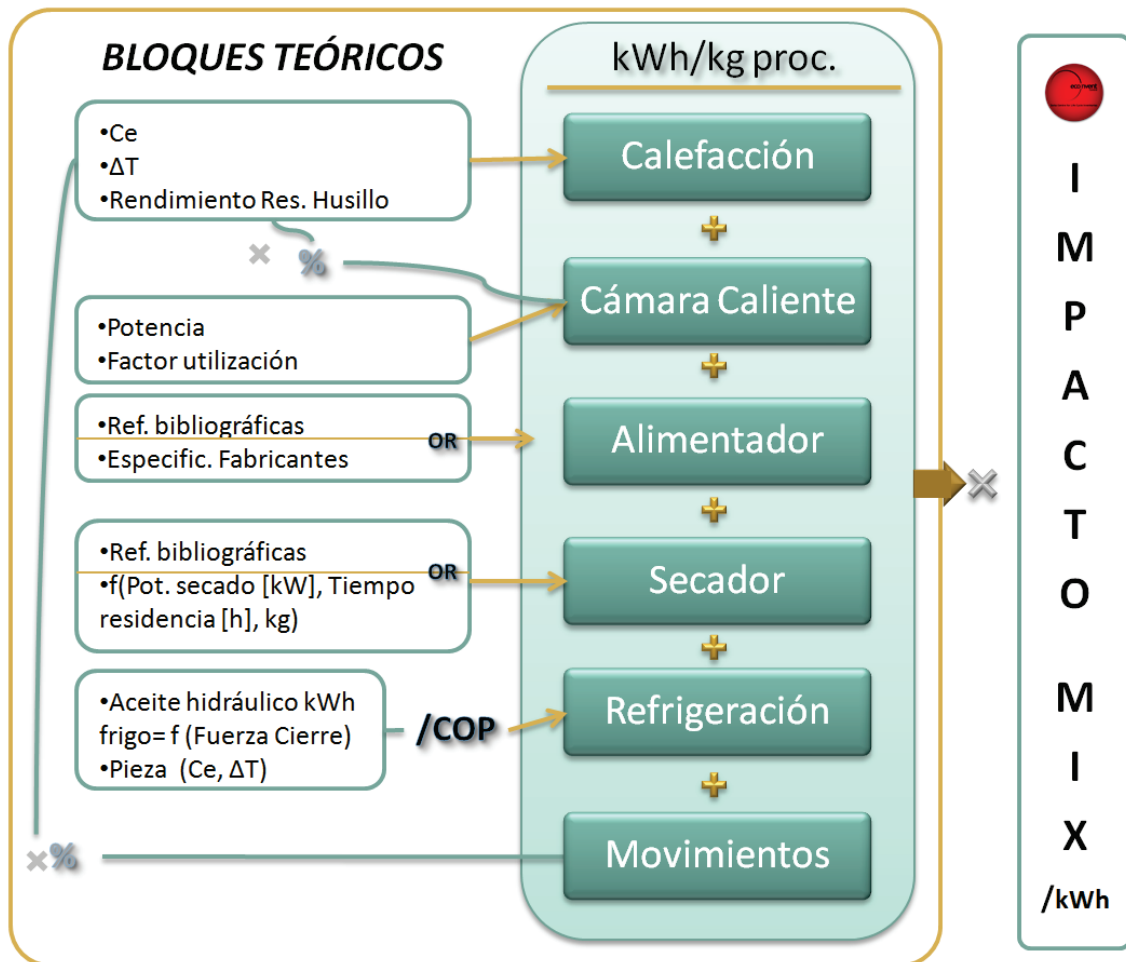 BLOQUES TEÓRICOS
kWh/kg proc.
•Ce
•ΔT
•Rendimiento Res. Husillo
Calefacción
+
× %
•Potencia
•Factor utilización
Cámara Caliente
+
•Ref. bibliográficas
OR
•Especific. Fabricantes
Alimentador
+
•Ref. bibliográficas
OR
•f(Pot. secado [kW], Tiempo
residencia [h], kg)
Secador
+
•Aceite hidráulico kWh
frigo= f (Fuerza Cierre)
•Pieza (Ce, ΔT)
/COP
Refrigeración
+
×%
Movimientos
×
I
M
P
A
C
T
O
M
I
X
/kWh